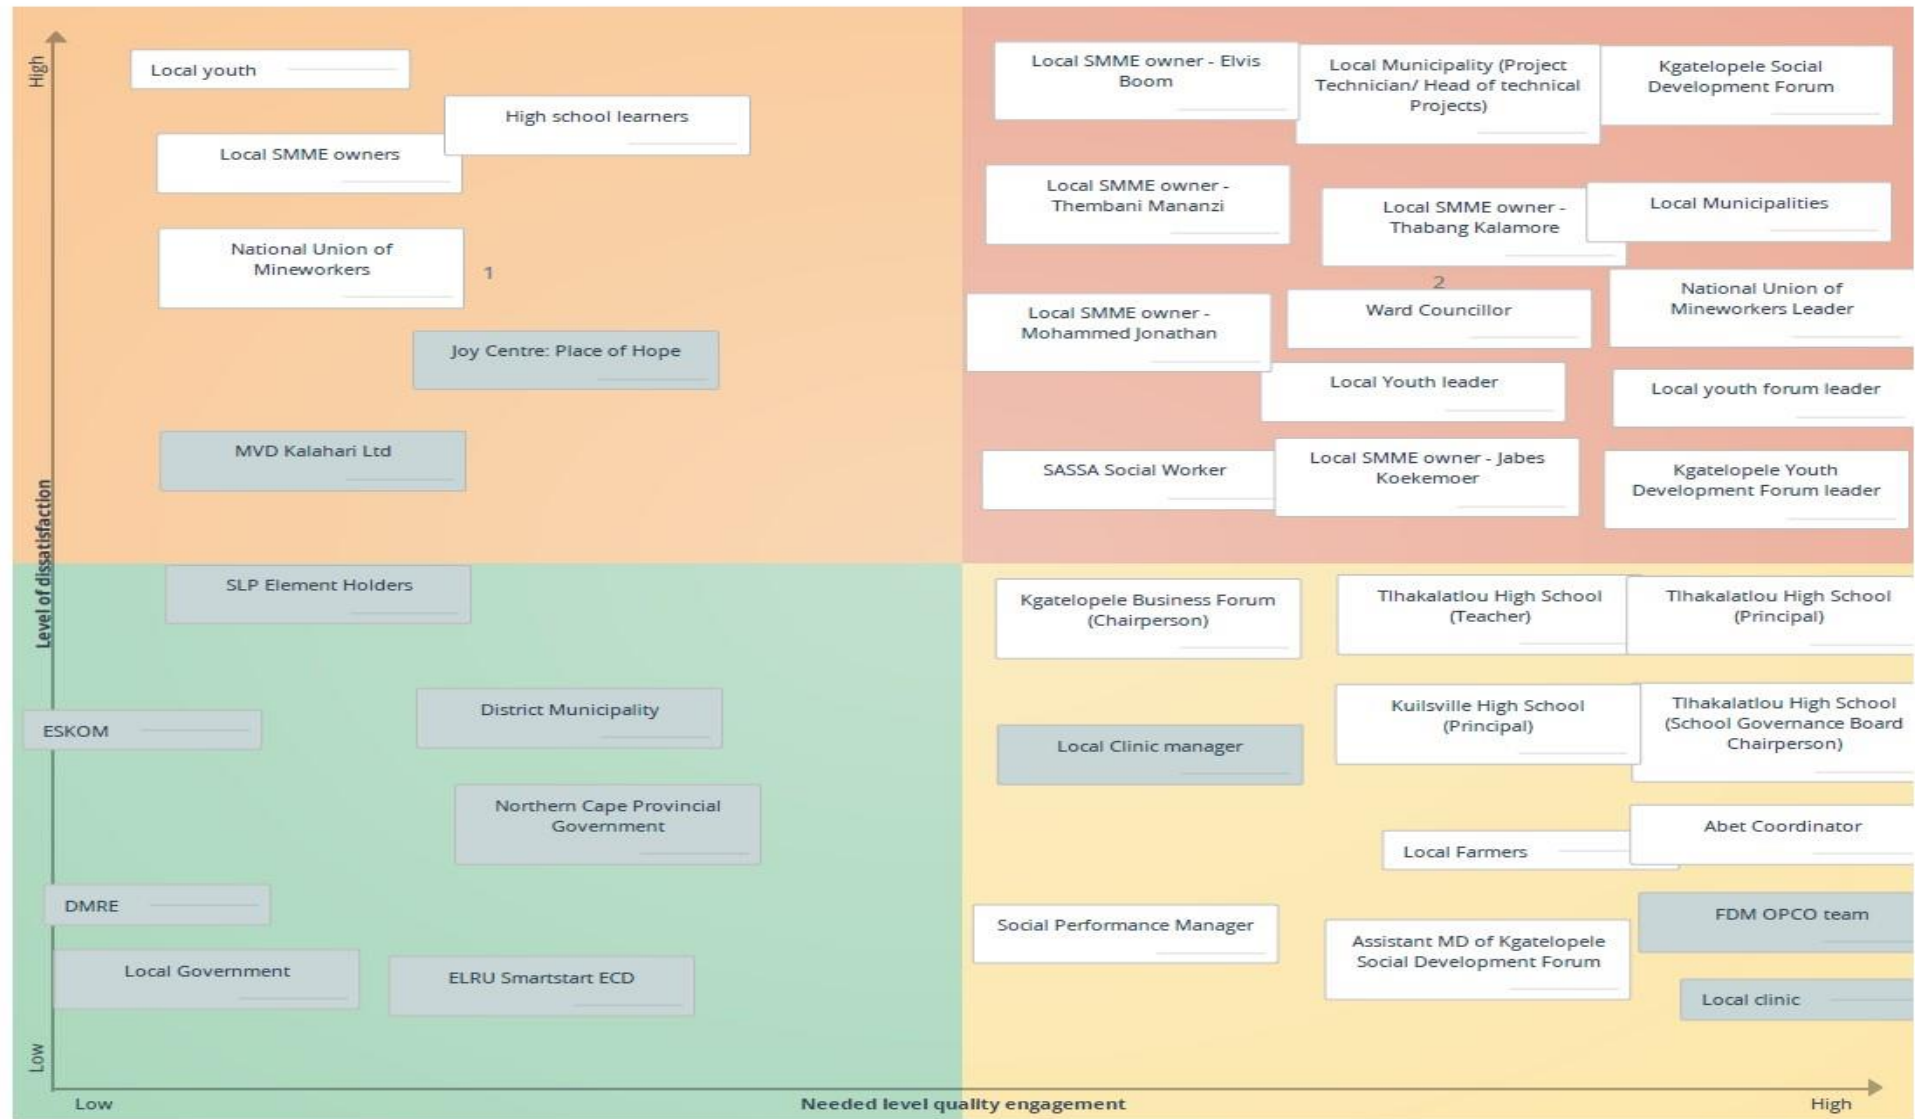 High
Level of dissatisfaction
Low
Local youth
High school learners
Local SMME owners
National Union of
Mineworkers
1
Joy Centre: Place of Hope
MVD Kalahari Ltd
Local SMME owner - Elvis
Boom
Local Municipality (Project
Technician/ Head of technical
Projects)
Kgatelopele Social
Development Forum
Local SMME owner -
Thembani Mananzi
Local SMME owner -
Thabang Kalamore
Local Municipalities
2
Local SMME owner -
Mohammed Jonathan
Ward Councillor
National Union of
Mineworkers Leader
Local Youth leader
Local youth forum leader
SASSA Social Worker
Local SMME owner - Jabes
Koekemoer
Kgatelopele Youth
Development Forum leader
SLP Element Holders
ESKOM
District Municipality
Northern Cape Provincial
Government
DMRE
Local Government
ELRU Smartstart ECD
Kgatelopele Business Forum
(Chairperson)
Tlhakalatlou High School
(Teacher)
Tlhakalatlou High School
(Principal)
Local Clinic manager
Kuilsville High School
(Principal)
Tlhakalatlou High School
(School Governance Board
Chairperson)
Local Farmers
Abet Coordinator
Social Performance Manager
Assistant MD of Kgatelopele
Social Development Forum
FDM OPCO team
Local clinic
Low
Needed level quality engagement
High